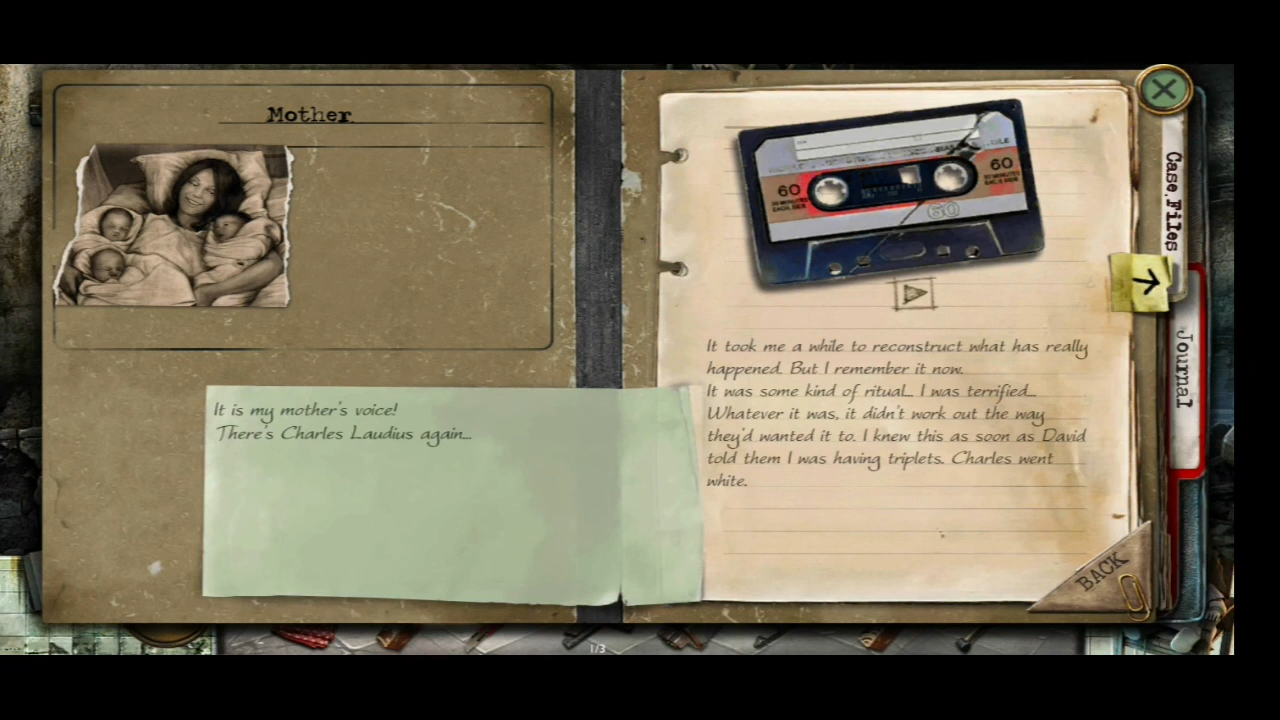 Mother
It is my mother's voice!
There's Charles Laudius again...
60
60
60
It took me a while to reconstruct what has really
happened. But I remember it now.
It was some kind of ritual... I was terrified...
Whatever it was, it didn't work out the way
they'd wanted it to. I knew this as soon as David
told them I was having triplets. Charles went
white.
Case Files
Journal
BACK
1/3